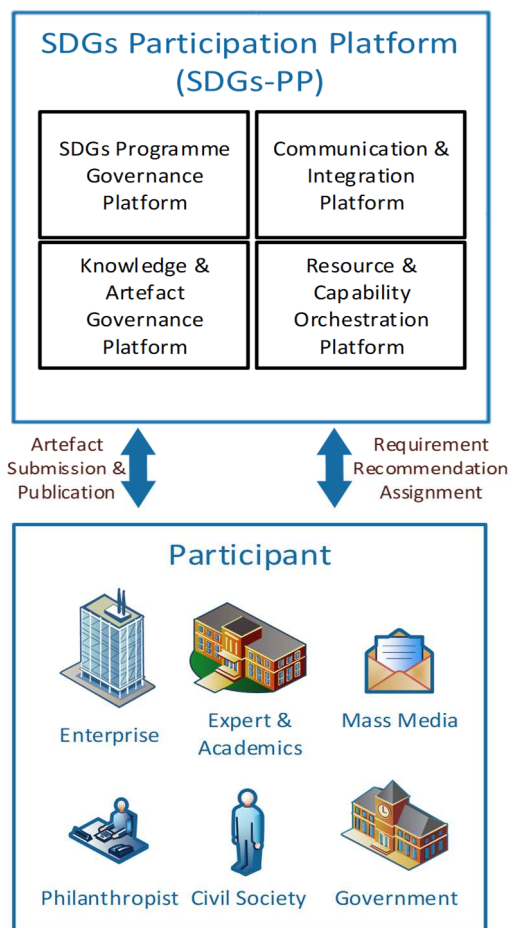 SDGs Participation Platform
(SDGs-PP)
SDGs Programme
Governance
Platform
Communication &
Integration
Platform
Knowledge &
Artefact
Governance
Platform
Resource &
Capability
Orchestration
Platform
Artefact
Submission &
Publication
Requirement
Recommendation
Assignment
Participant
Enterprise
Expert &
Academics
Mass Media
Philanthropist
Civil Society
Government